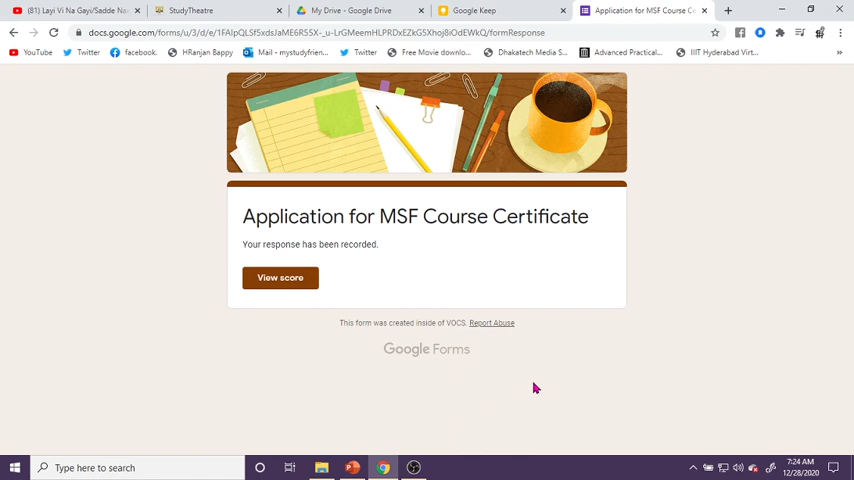 (81) Layi Vi Na Gayi/Sadde Na
StudyTheatre
My Drive - Google Drive
Google Keep
Application for MSF Course Ce
docs.google.com/forms/u/3/d/e/1FAIpQLSf5xdsJaME6R55X-_u-LrGMeemHLPRDxEZkG5Xhoj8iOdEWkQ/formResponse
YouTube
Twitter
facebook.
HRanjan Bappy
Mail - mystudyfrien...
Twitter
Free Movie downlo...
Dhakatech Media S...
Advanced Practical...
IIIT Hyderabad Virt...
Application for MSF Course Certificate
Your response has been recorded.
View score
This form was created inside of VOCS. Report Abuse
Google Forms
Type here to search
7:24 AM
12/28/2020